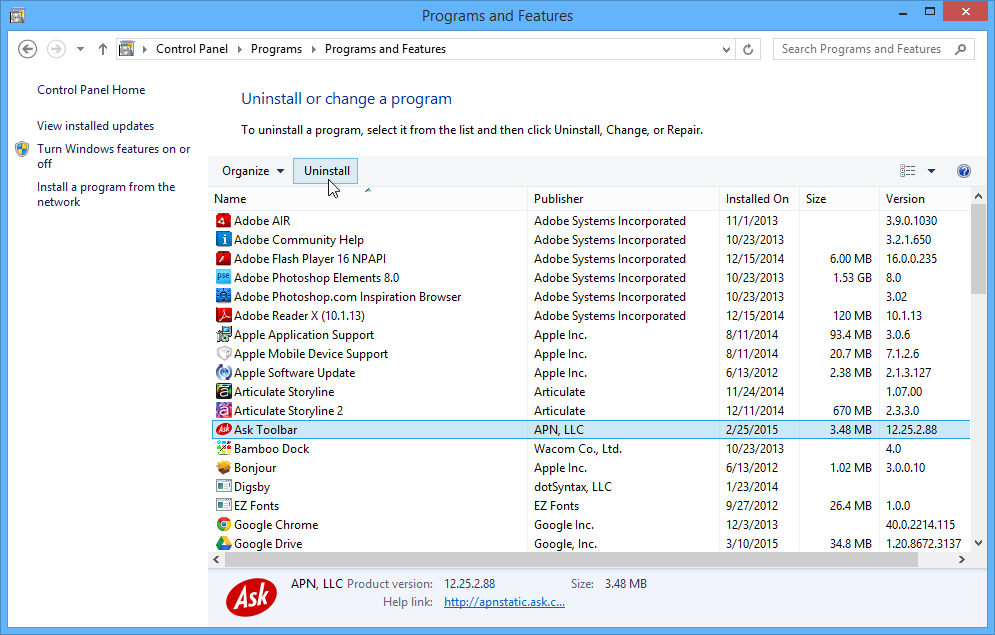 Programs and Features
Control Panel Programs Programs and Features
Search Programs and Features
Control Panel Home
View installed updates
Turn Windows features on or
off
Install a program from the
network
Uninstall or change a program
To uninstall a program, select it from the list and then click Uninstall, Change, or Repair.
Organize Uninstall
Name Publisher Installed On Size Version
Adobe AIR Adobe Systems Incorporated 11/1/2013 3.9.0.1030
Adobe Community Help Adobe Systems Incorporated 10/23/2013 3.2.1.650
Adobe Flash Player 16 NPAPI Adobe Systems Incorporated 12/15/2014 6.00 MB 16.0.0.235
pse Adobe Photoshop Elements 8.0 Adobe Systems Incorporated 10/23/2013 1.53 GB 8.0
Adobe Photoshop.com Inspiration Browser Adobe Systems Incorporated 10/23/2013 3.02
Adobe Reader X (10.1.13) Adobe Systems Incorporated 12/15/2014 120 MB 10.1.13
Apple Application Support Apple Inc. 8/11/2014 93.4 MB 3.0.6
Apple Mobile Device Support Apple Inc. 8/11/2014 20.7 MB 7.1.2.6
Apple Software Update Apple Inc. 6/13/2012 2.38 MB 2.1.3.127
a Articulate Storyline Articulate 11/24/2014 1.07.00
a Articulate Storyline 2 Articulate 12/11/2014 670 MB 2.3.3.0
Ask Ask Toolbar APN, LLC 2/25/2015 3.48 MB 12.25.2.88
Bamboo Dock Wacom Co., Ltd. 10/23/2013 4.0
Bonjour Apple Inc. 6/13/2012 1.02 MB 3.0.0.10
Digsby dotSyntax, LLC 1/23/2014
EZ Fonts EZ Fonts 9/27/2012 26.4 MB 1.0.0
Google Chrome Google Inc. 12/3/2013 40.0.2214.115
Google Drive Google, Inc. 3/10/2015 34.8 MB 1.20.8672.3137
Ask
APN, LLC Product version: 12.25.2.88 Size: 3.48 MB
Help link: http://apnstatic.ask.c...